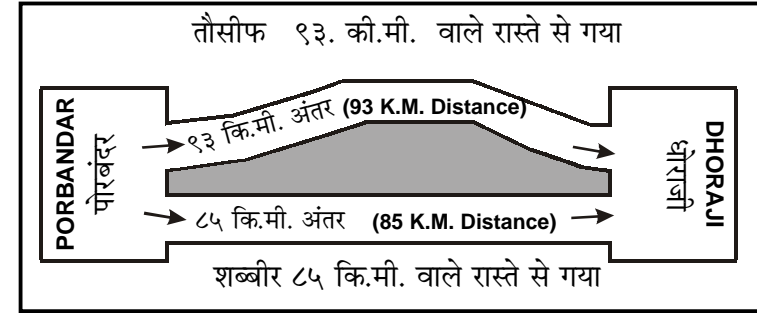 तौसीफ ९३. की.मी. वाले रास्ते से गया
PORBANDAR
पोरबंदर
९३ कि.मी. अंतर (93 K.M. Distance)
DHORAJI
धोराजी
८५ कि.मी. अंतर (85 K.M. Distance)
शब्बीर ८५ कि.मी. वाले रास्ते से गया